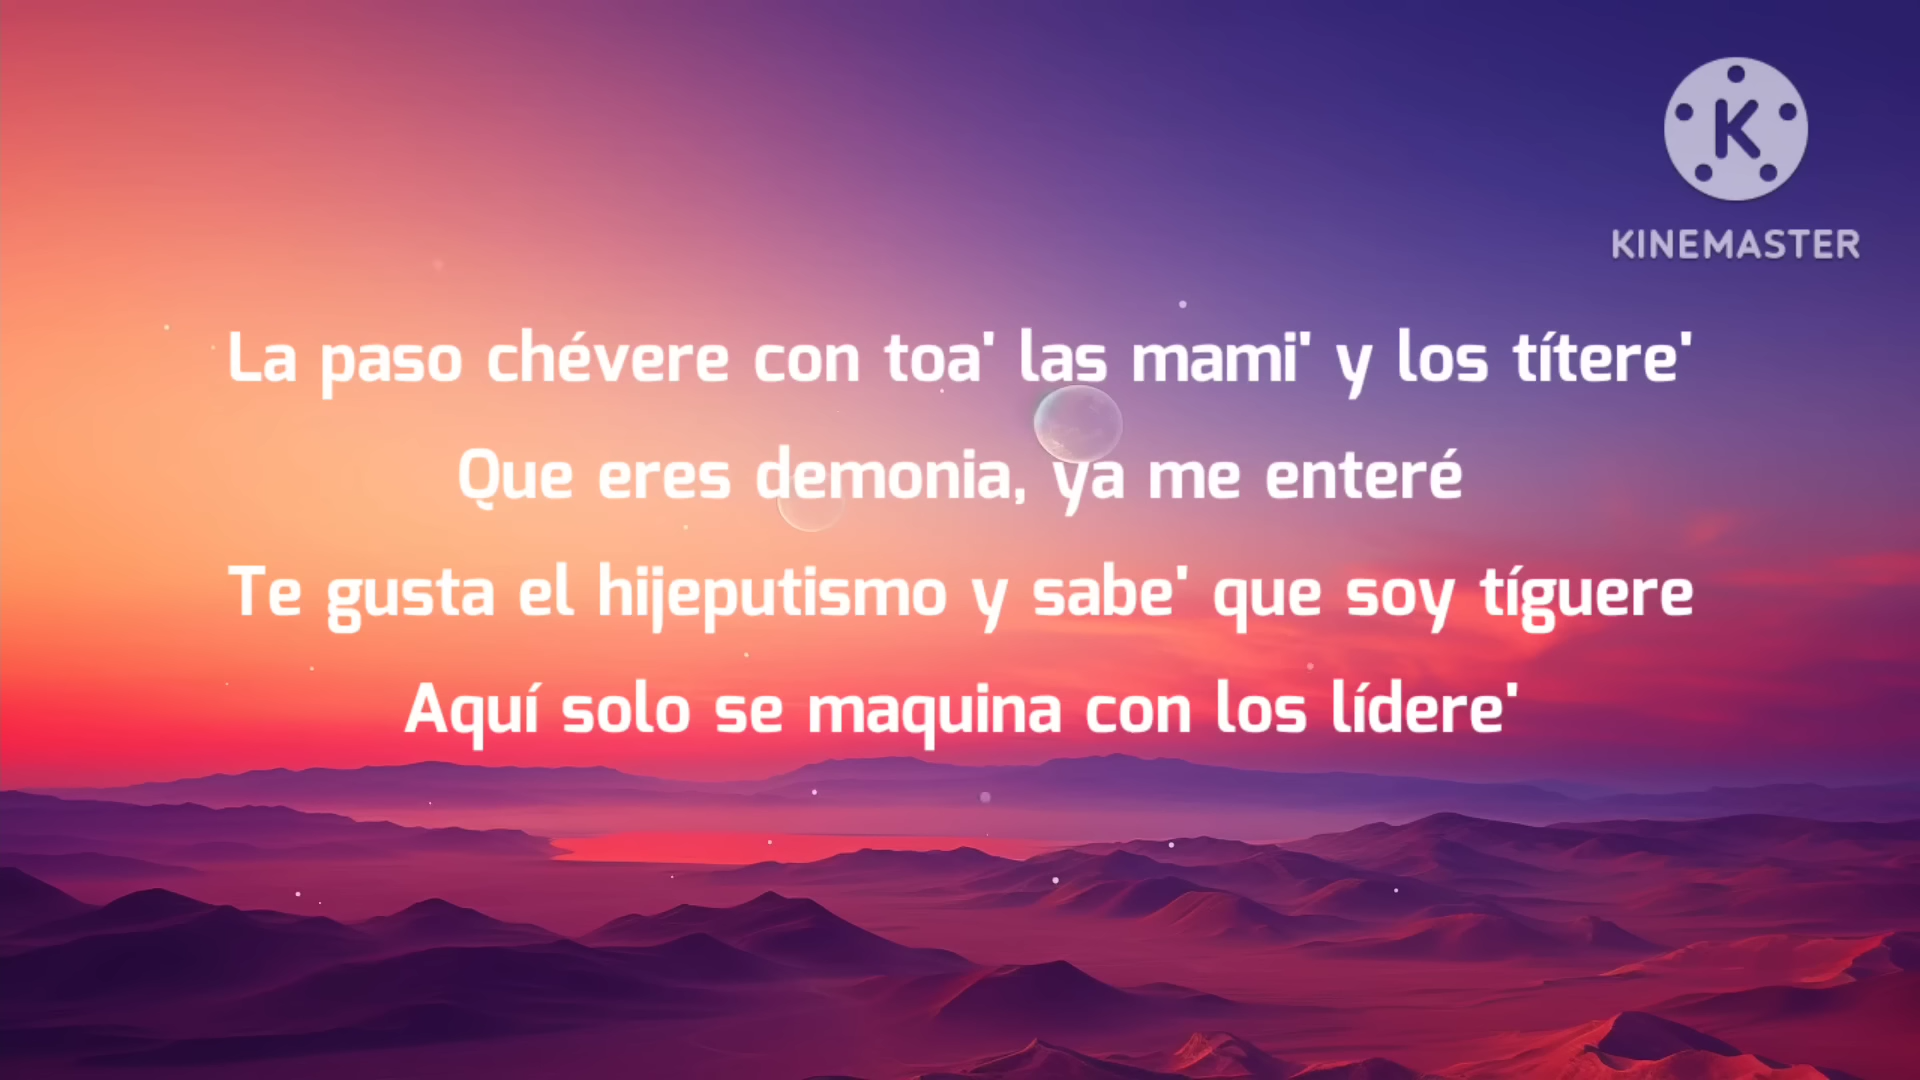 KINEMASTER
La paso chévere con toa' las mami' y los títere'
Que eres demonia, ya me enteré
Te gusta el hijeputismo y sabe' que soy tíguere
Aquí solo se maquina con los lídere'